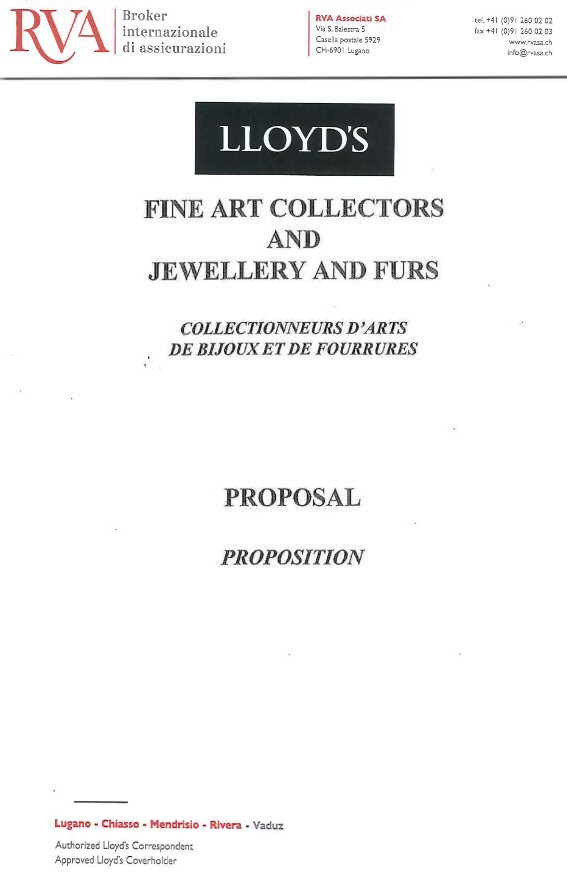 RVA
Broker
internazionale
di assicurazioni
RVA Associati SA
Via S. Balestra 5
Casella postale 5929
CH-6901 Lugano
tel. +41 (0)91 260 02 02
fax +41 (0)91 260 02 03
www.rvasa.ch
info@rvasa.ch
LLOYD'S
FINE ART COLLECTORS
AND
JEWELLERY AND FURS
COLLECTIONNEURS D'ARTS
DE BIJOUX ET DE FOURRURES
PROPOSAL
PROPOSITION
Lugano - Chiasso - Mendrisio - Rivera - Vaduz
Authorized Lloyd's Correspondent
Approved Lloyd's Coverholder